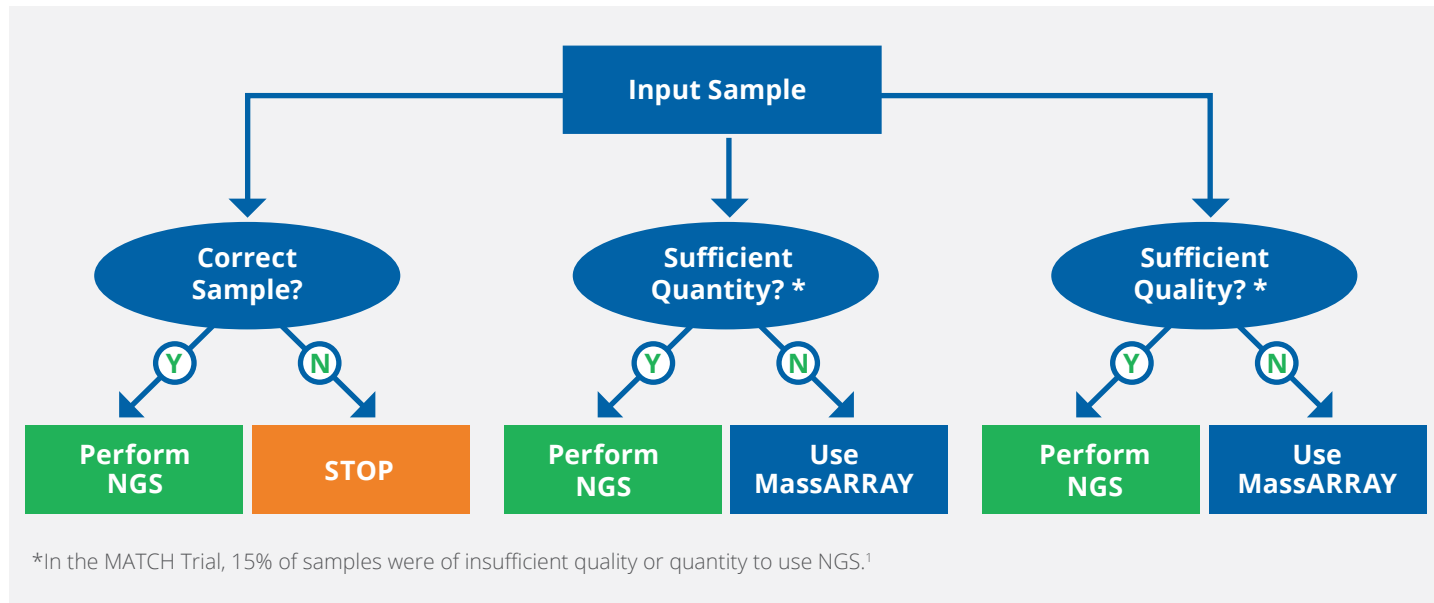 Input Sample
Correct
Sample?
Sufficient
Quantity? *
Sufficient
Quality? *
Y
N
Y
N
Y
N
Perform
NGS
STOP
Perform
NGS
Use
MassARRAY
Perform
NGS
Use
MassARRAY
*In the MATCH Trial, 15% of samples were of insufficient quality or quantity to use NGS.¹